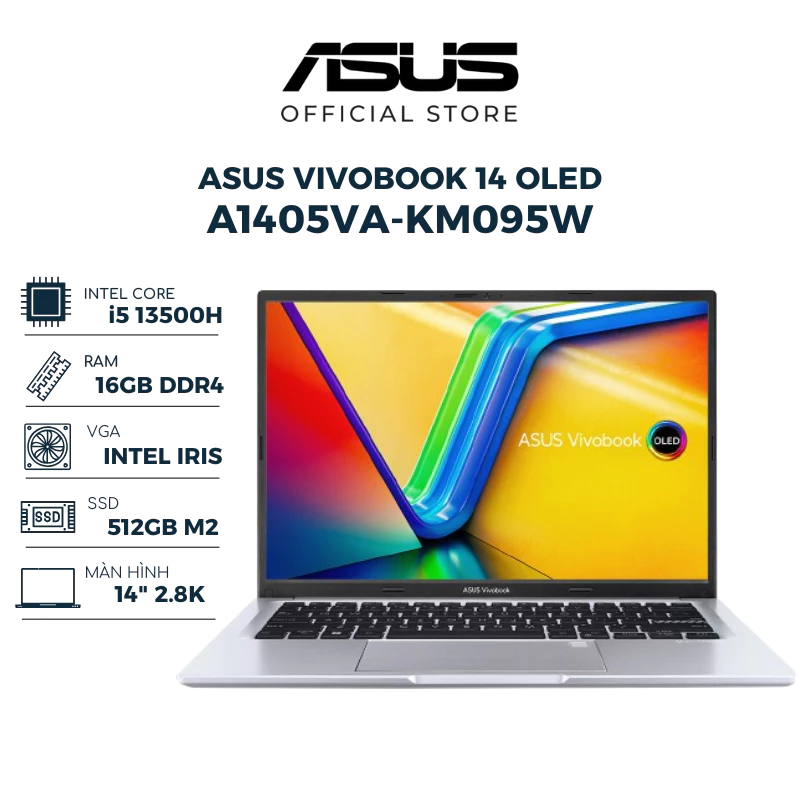 ASUS
OFFICIAL STORE
ASUS VIVOBOOK 14 OLED
A1405VA-KM095W
INTEL CORE
i5 13500H
RAM
16GB DDR4
VGA
INTEL IRIS
SSD
SSD
512GB M2
MÀN HÌNH
14" 2.8K
ASUS Vivobook OLED
ASUS Vivobook